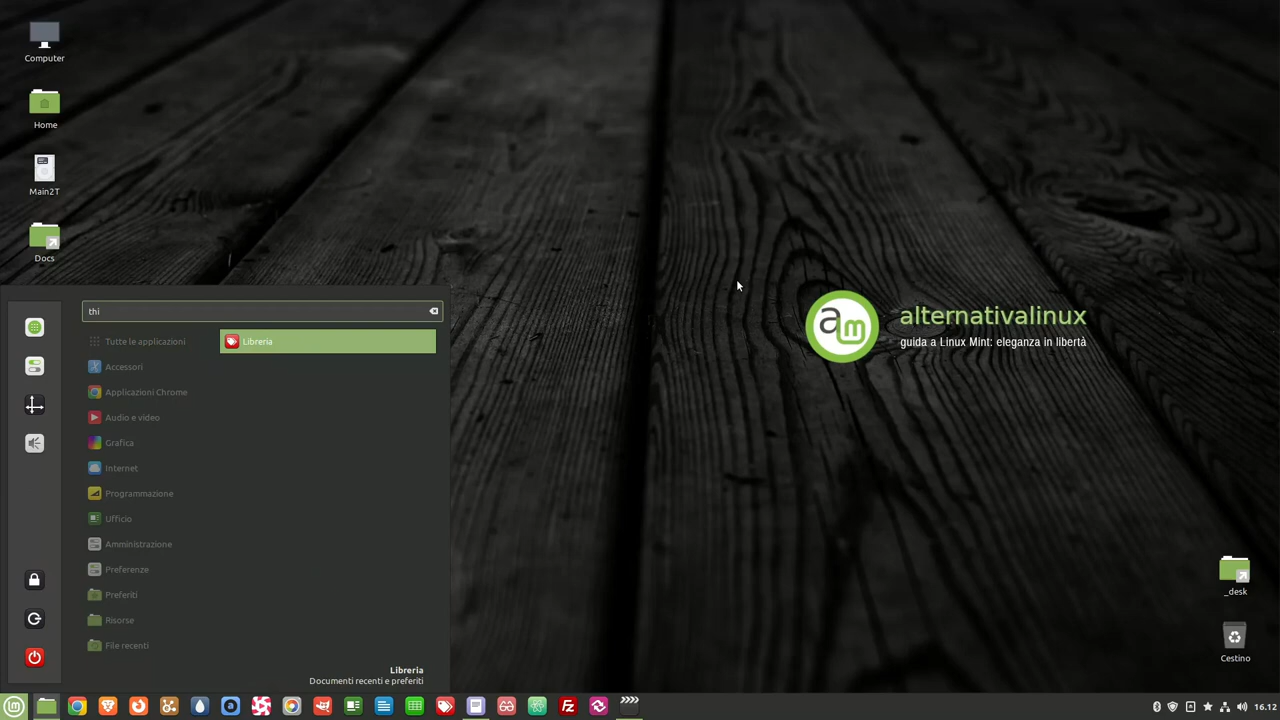 Computer
Home
Main2T
Docs
thi
Tutte le applicazioni
Libreria
Accessori
Applicazioni Chrome
Audio e video
Grafica
Internet
Programmazione
Ufficio
Amministrazione
Preferenze
Preferiti
Risorse
File recenti
Libreria
Documenti recenti e preferiti
am
alternativalinux
guida a Linux Mint: eleganza in libertà
_desk
Cestino
16.12